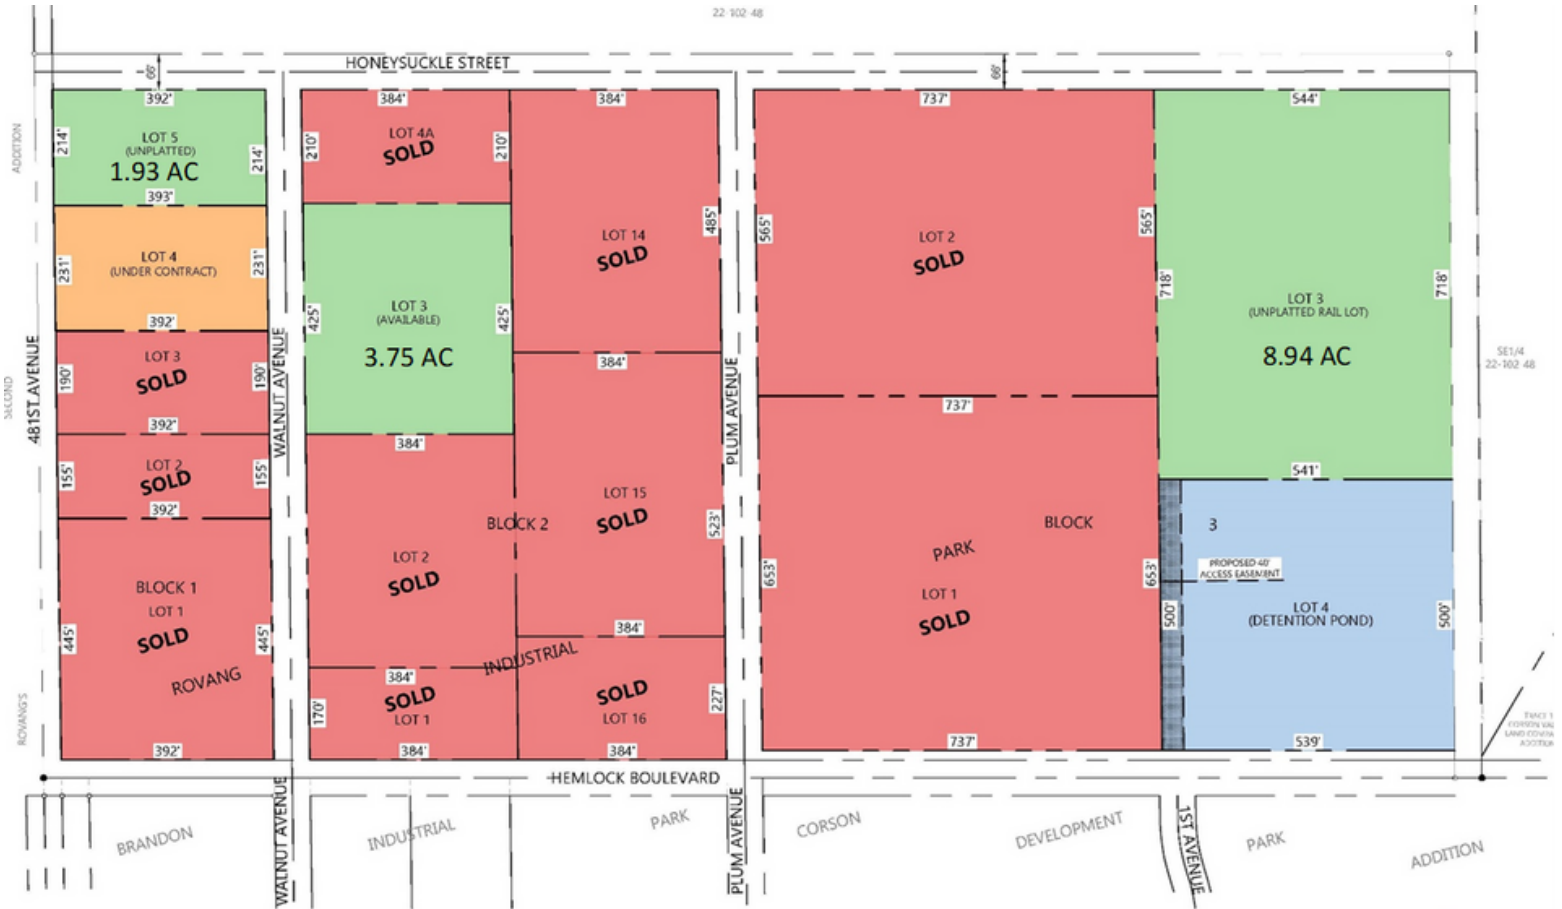 22-102-48
HONEYSUCKLE STREET
66'
66'
392'
384'
384'
737'
544'
ADDITION
214'
LOT 5
(UNPLATTED)
1.93 AC
214'
393'
210'
LOT 4A
SOLD
210'
LOT 14
SOLD
485'
565'
LOT 2
SOLD
565'
718'
LOT 3
(UNPLATTED RAIL LOT)
8.94 AC
718'
231'
LOT 4
(UNDER CONTRACT)
231'
392'
425'
LOT 3
(AVAILABLE)
3.75 AC
425'
384'
384'
737'
SE1/4
22-102-48
SECOND
481ST AVENUE
190'
LOT 3
SOLD
190'
392'
WALNUT AVENUE
PLUM AVENUE
155'
LOT 2
SOLD
155'
392'
541'
LOT 15
SOLD
523'
BLOCK 2
BLOCK
3
PARK
LOT 2
SOLD
PROPOSED 40'
ACCESS EASEMENT
BLOCK 1
LOT 1
SOLD
445'
445'
ROVANG
384'
INDUSTRIAL
653'
LOT 1
SOLD
653'
500'
LOT 4
(DETENTION POND)
500'
ROVANG'S
384'
170'
SOLD
LOT 1
SOLD
LOT 16
227'
392'
384'
384'
737'
539'
TRACT 1
LAND
ADDITION
HEMLOCK BOULEVARD
WALNUT AVENUE
PLUM AVENUE
1ST AVENUE
BRANDON
INDUSTRIAL
PARK
CORSON
DEVELOPMENT
PARK
ADDITION